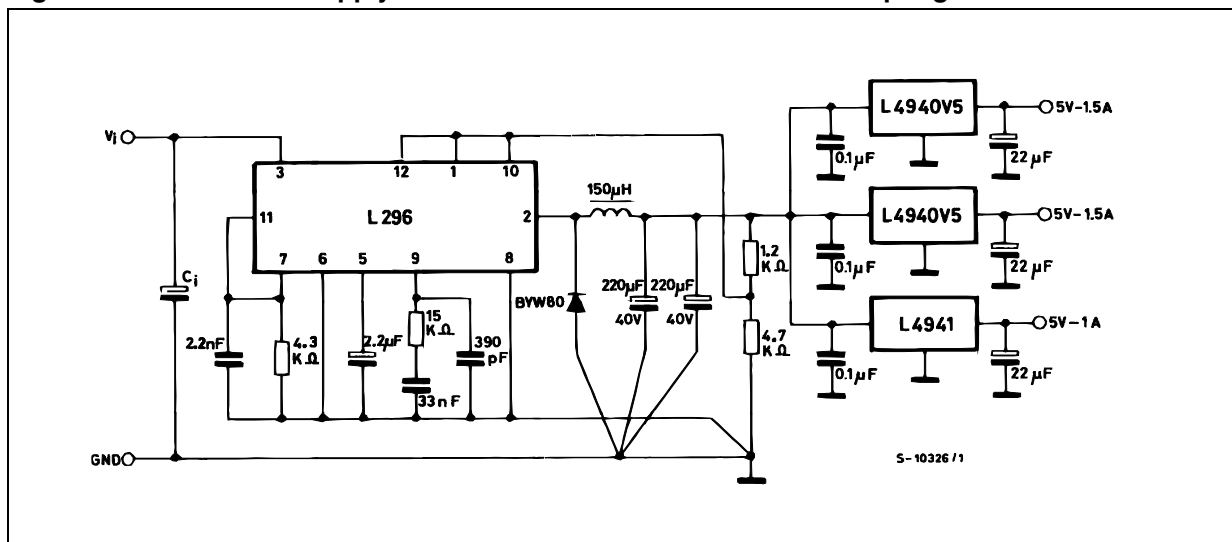 Vi
3
12
1
10
L296
11
2
7
6
5
9
8
Ci
2.2nF
4.3
KΩ
2.2µF
15
KΩ
390
pF
33nF
GND
150µH
BYW80
220µF
40V
220µF
40V
1.2
KΩ
4.7
KΩ
L4940V5
5V-1.5A
0.1µF
22µF
L4940V5
5V-1.5A
0.1µF
22µF
L4941
5V-1A
0.1µF
22µF
S-10326/1